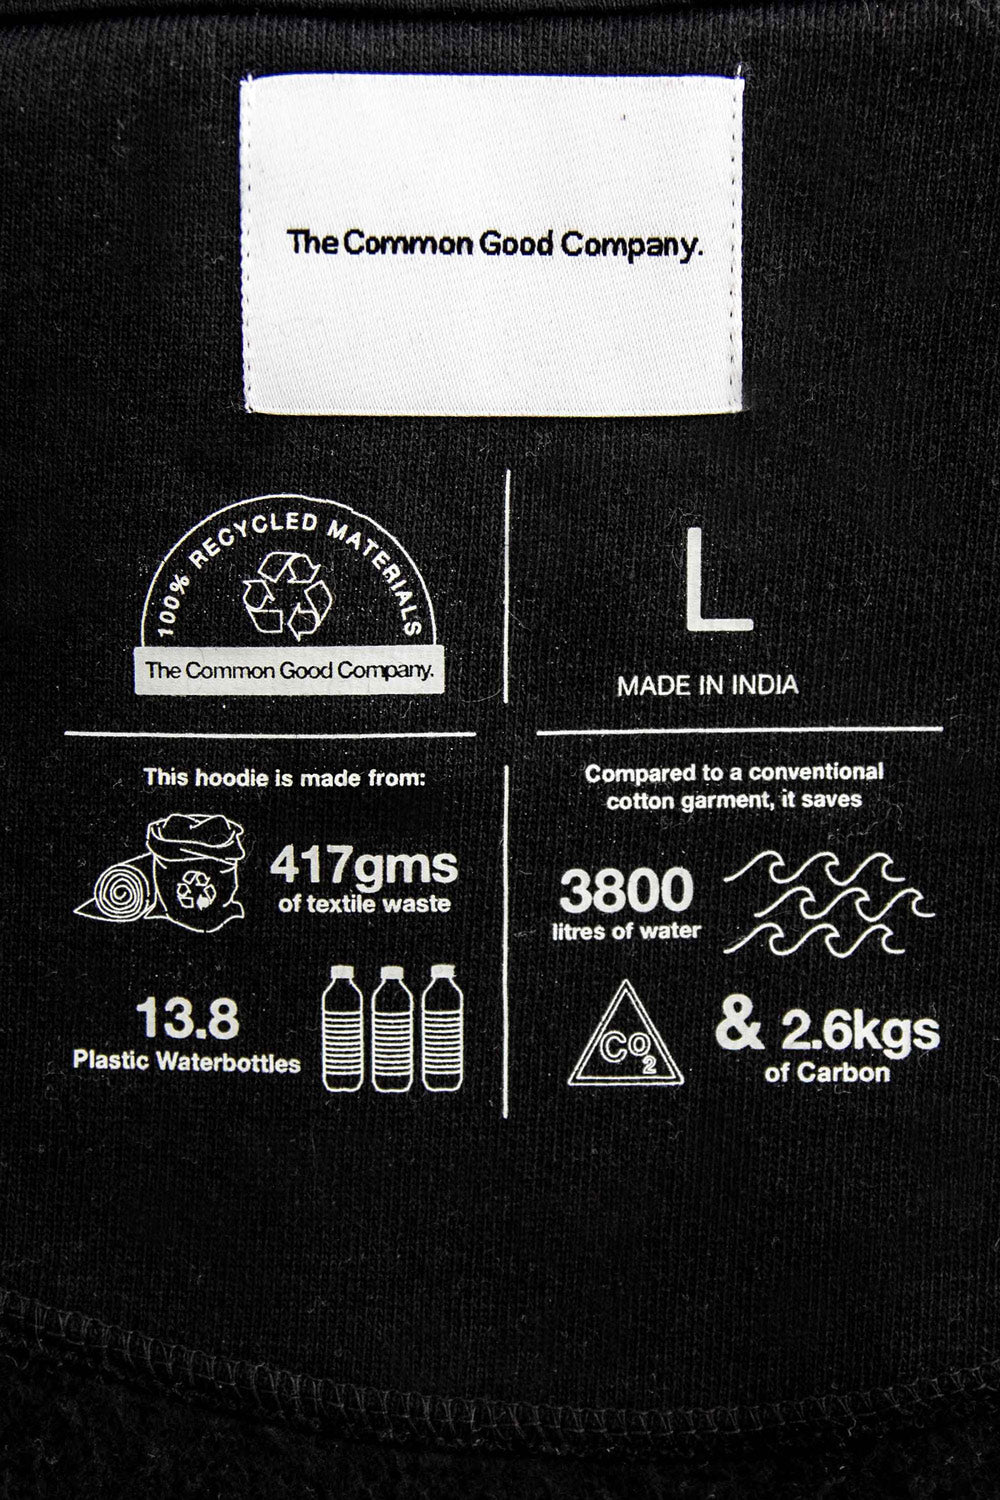 The Common Good Company.
100% RECYCLED MATERIALS
The Common Good Company.
L
MADE IN INDIA
This hoodie is made from:
417gms
of textile waste
13.8
Plastic Waterbottles
Compared to a conventional
cotton garment, it saves
3800
litres of water
CO2
& 2.6kgs
of Carbon